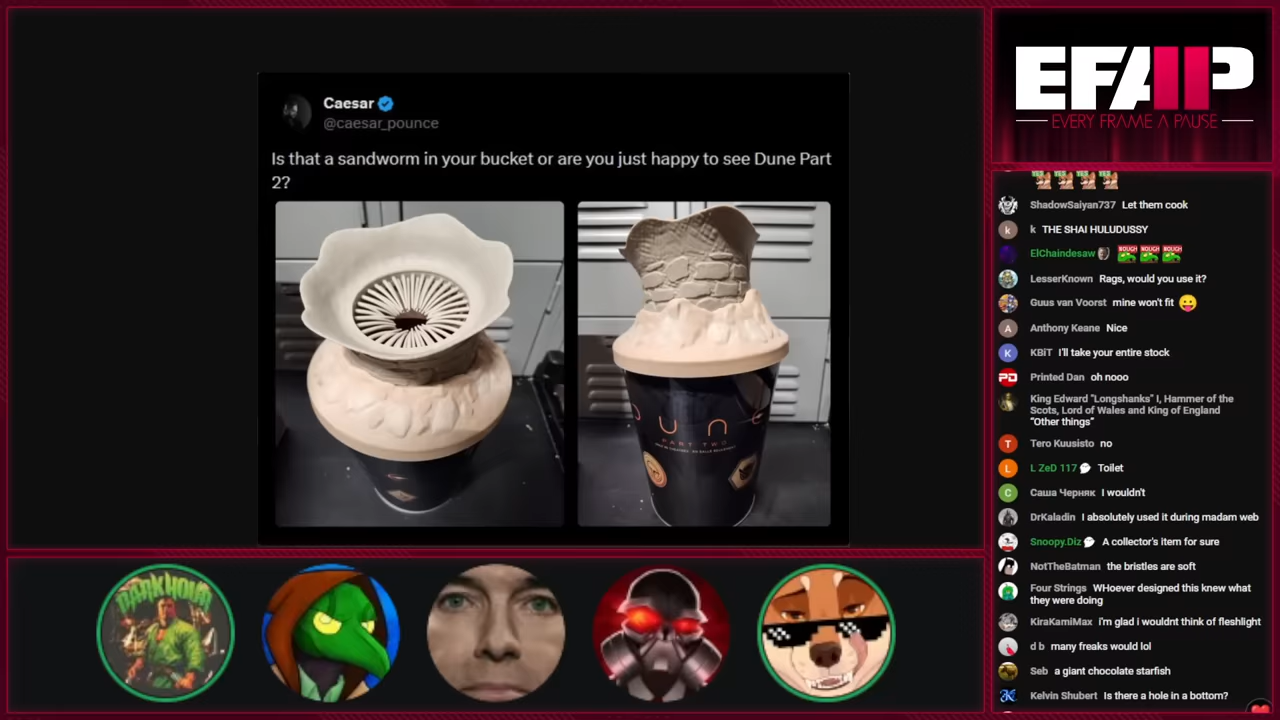 Caesar
@caesar_pounce
Is that a sandworm in your bucket or are you just happy to see Dune Part
2?
DUNE
PART TWO
DARKHOUR
EFAP
EVERY FRAME A PAUSE
ShadowSaiyan737 Let them cook
k THE SHAI HULUDUSSY
ElChaindesaw
LesserKnown Rags, would you use it?
Guus van Voorst mine won't fit
Anthony Keane Nice
KBiT I'll take your entire stock
Printed Dan oh nooo
King Edward "Longshanks" I, Hammer of the
Scots, Lord of Wales and King of England
"Other things"
Tero Kuusisto no
L ZeD 117 Toilet
Саша Черняк I wouldn't
DrKaladin I absolutely used it during madam web
Snoopy.Diz A collector's item for sure
NotTheBatman the bristles are soft
Four Strings WHoever designed this knew what
they were doing
KiraKamiMax i'm glad i wouldnt think of fleshlight
d b many freaks would lol
Seb a giant chocolate starfish
Kelvin Shubert Is there a hole in a bottom?